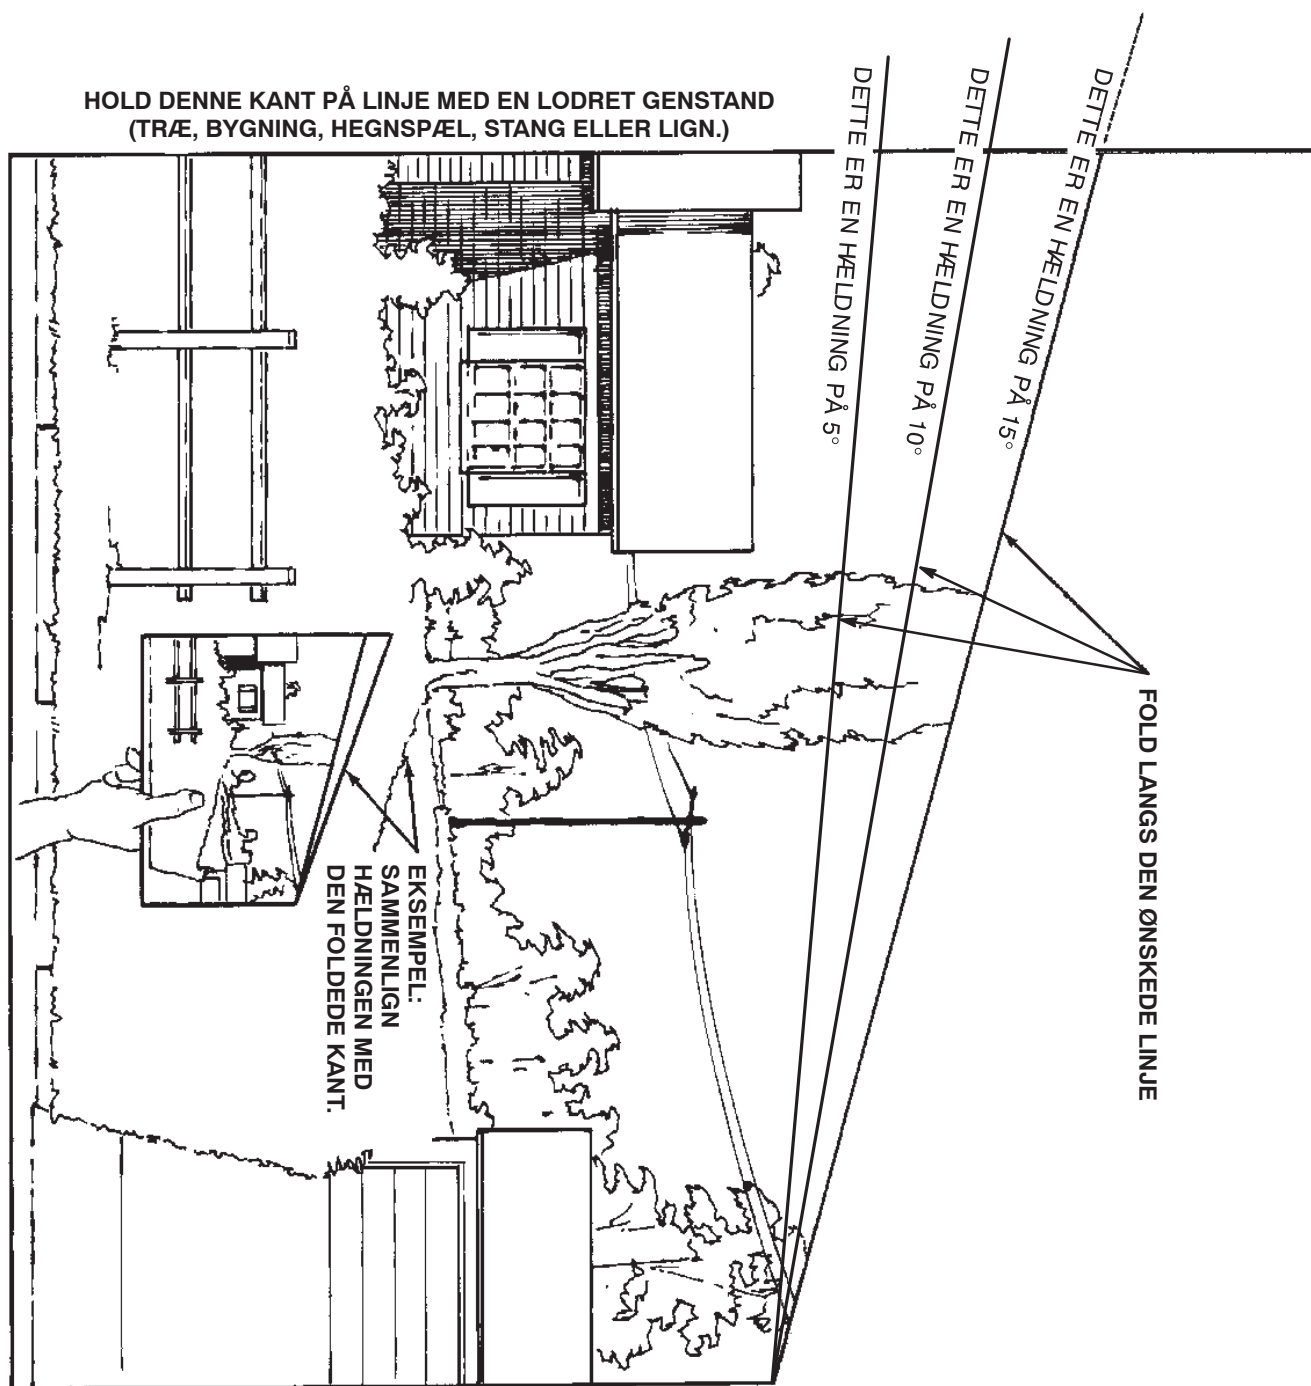 HOLD DENNE KANT PÅ LINJE MED EN LODRET GENSTAND
(TRÆ, BYGNING, HEGNSPÆL, STANG ELLER LIGN.)
DETTE ER EN HÆLDNING PÅ 5°
DETTE ER EN HÆLDNING PÅ 10°
DETTE ER EN HÆLDNING PÅ 15°
FOLD LANGS DEN ØNSKEDE LINJE
EKSEMPEL:
SAMMENLIGN
HÆLDNINGEN MED
DEN FOLDEDE KANT.